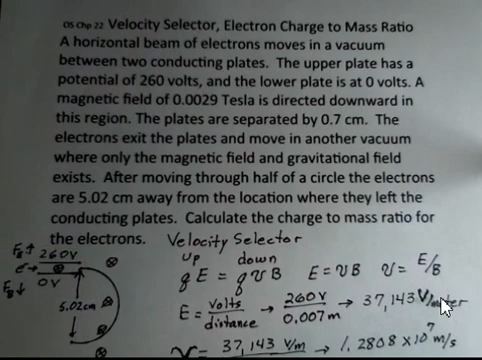 OS Chp 22 Velocity Selector, Electron Charge to Mass Ratio
A horizontal beam of electrons moves in a vacuum
between two conducting plates. The upper plate has a
potential of 260 volts, and the lower plate is at 0 volts. A
magnetic field of 0.0029 Tesla is directed downward in
this region. The plates are separated by 0.7 cm. The
electrons exit the plates and move in another vacuum
where only the magnetic field and gravitational field
exists. After moving through half of a circle the electrons
are 5.02 cm away from the location where they left the
conducting plates. Calculate the charge to mass ratio for
the electrons. Velocity Selector
FE↑ 260V up down
e⁻→ qE = qvB E = vB v = E/B
FB↓ 0V
5.02cm E = volts/distance → 260V/0.007m → 37,143 V/meter
v = 37,143 V/m → 1.2808 x 10⁷ m/s